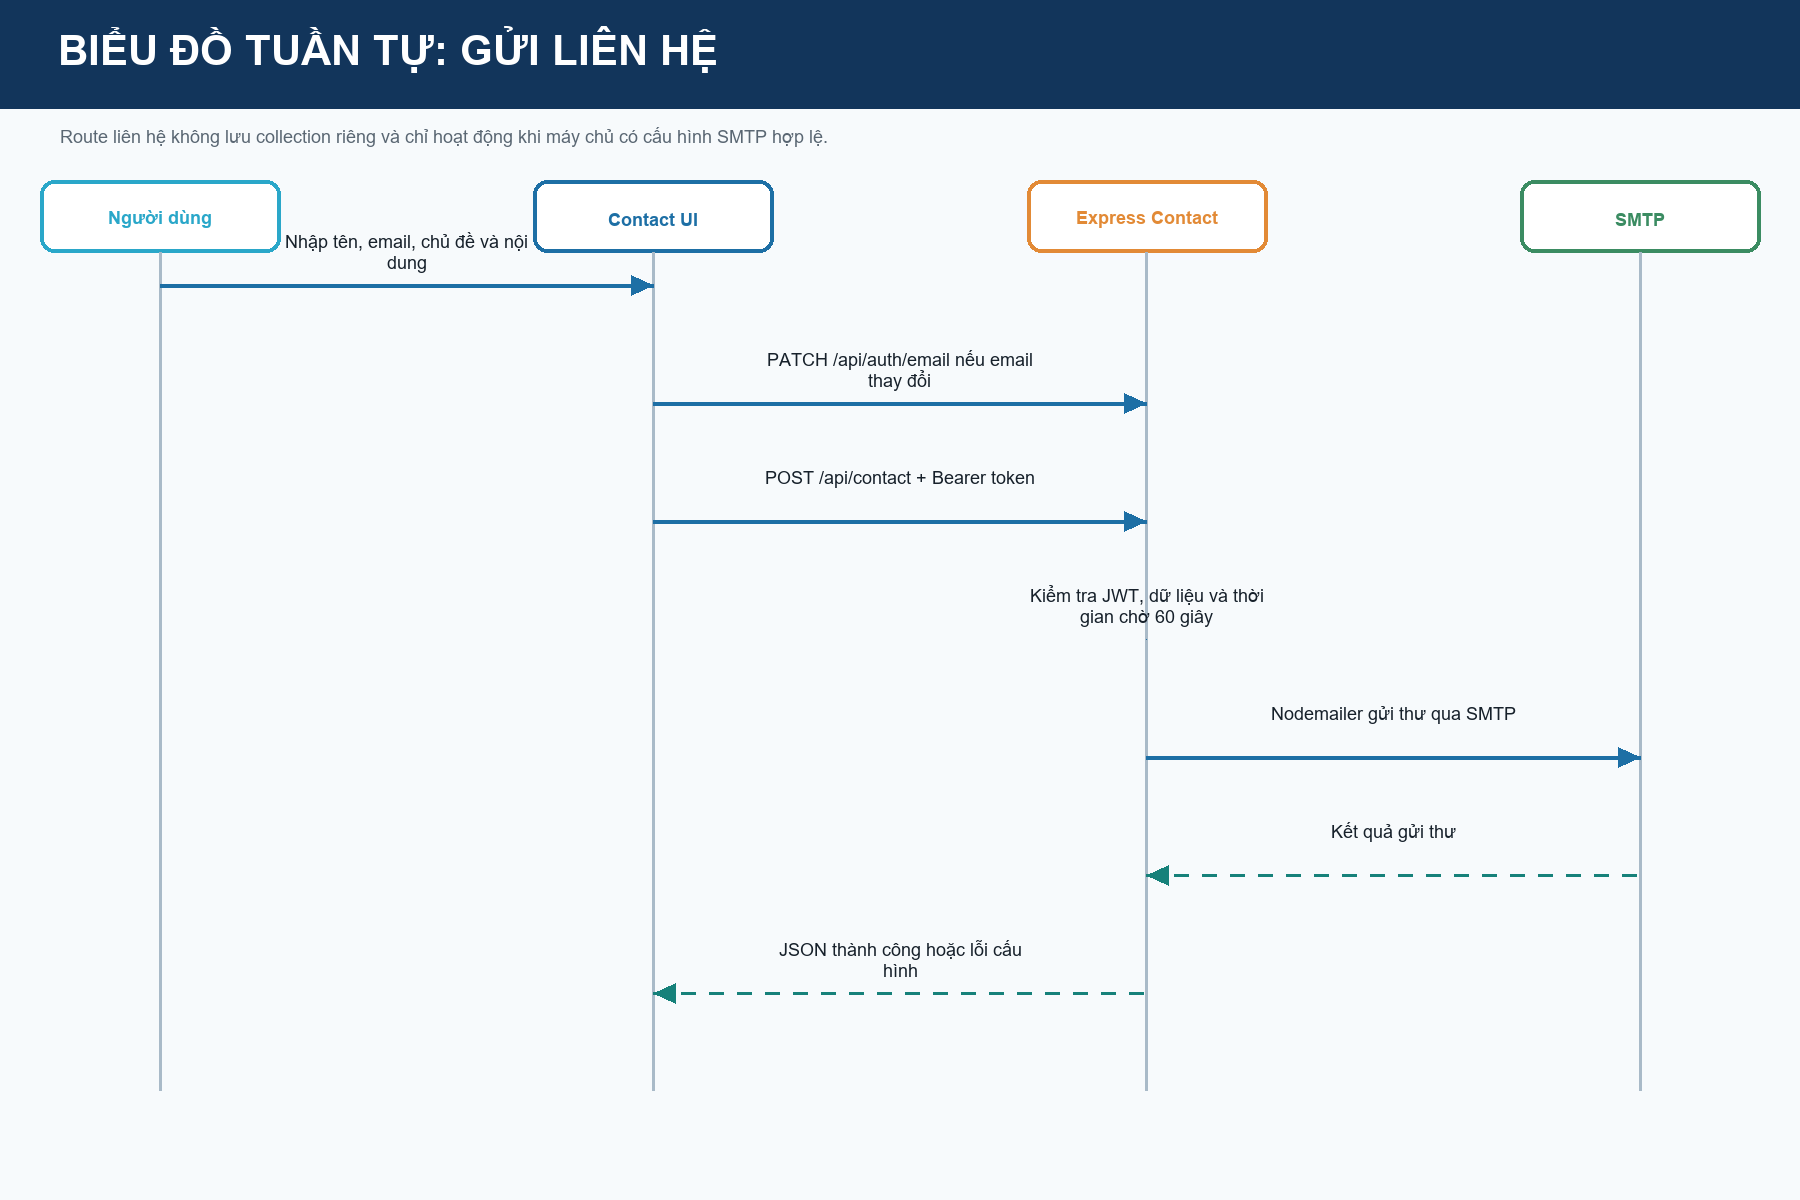 BIỂU ĐỒ TUẦN TỰ: GỬI LIÊN HỆ
Route liên hệ không lưu collection riêng và chỉ hoạt động khi máy chủ có cấu hình SMTP hợp lệ.
Người dùng
Contact UI
Express Contact
SMTP
Nhập tên, email, chủ đề và nội
dung
PATCH /api/auth/email nếu email
thay đổi
POST /api/contact + Bearer token
Kiểm tra JWT, dữ liệu và thời
gian chờ 60 giây
Nodemailer gửi thư qua SMTP
Kết quả gửi thư
JSON thành công hoặc lỗi cấu
hình